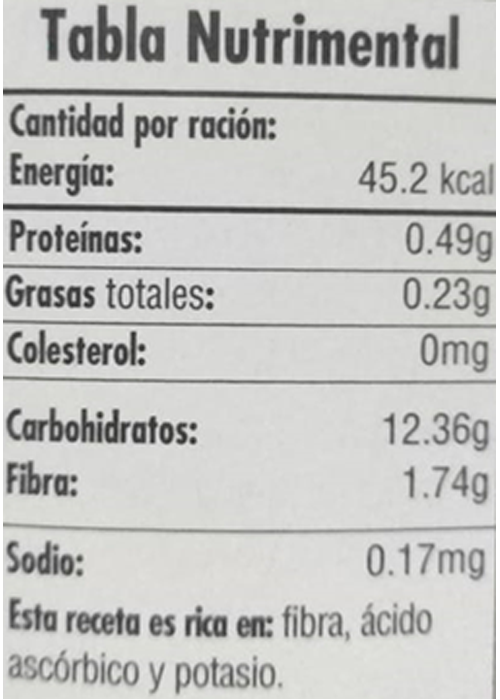 Tabla Nutrimental
Cantidad por ración:
Energía: 45.2 kcal
Proteínas: 0.49g
Grasas totales: 0.23g
Colesterol: 0mg
Carbohidratos: 12.36g
Fibra: 1.74g
Sodio: 0.17mg
Esta receta es rica en: fibra, ácido
ascórbico y potasio.